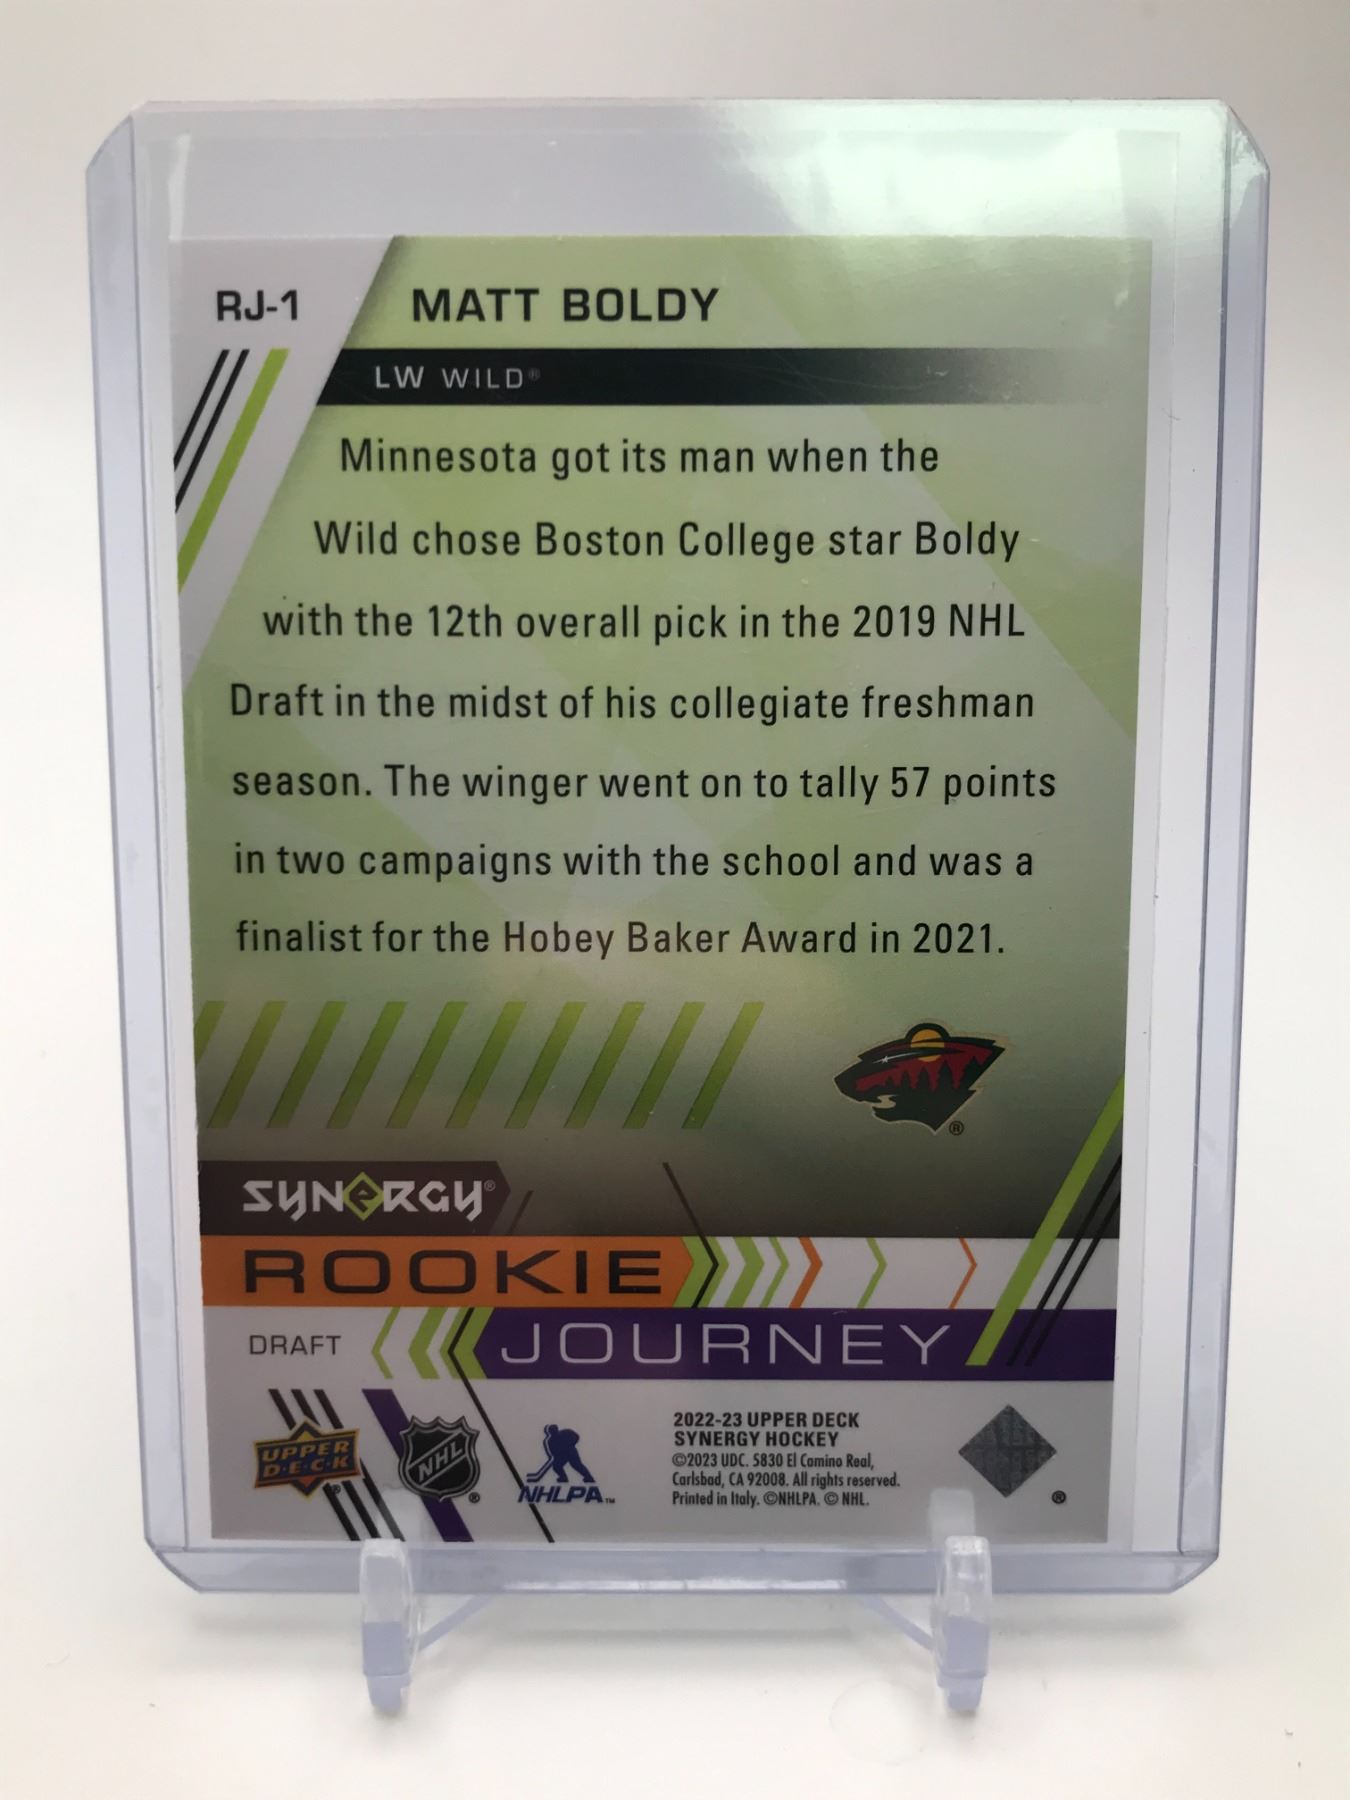 RJ-1 MATT BOLDY
LW WILD®
Minnesota got its man when the
Wild chose Boston College star Boldy
with the 12th overall pick in the 2019 NHL
Draft in the midst of his collegiate freshman
season. The winger went on to tally 57 points
in two campaigns with the school and was a
finalist for the Hobey Baker Award in 2021.
®
SYNERGY®
ROOKIE
DRAFT JOURNEY
UPPER
DECK®
NHL®
NHLPA™
2022-23 UPPER DECK
SYNERGY HOCKEY
©2023 UDC. 5830 El Camino Real,
Carlsbad, CA 92008. All rights reserved.
Printed in Italy. ©NHLPA. © NHL.
®